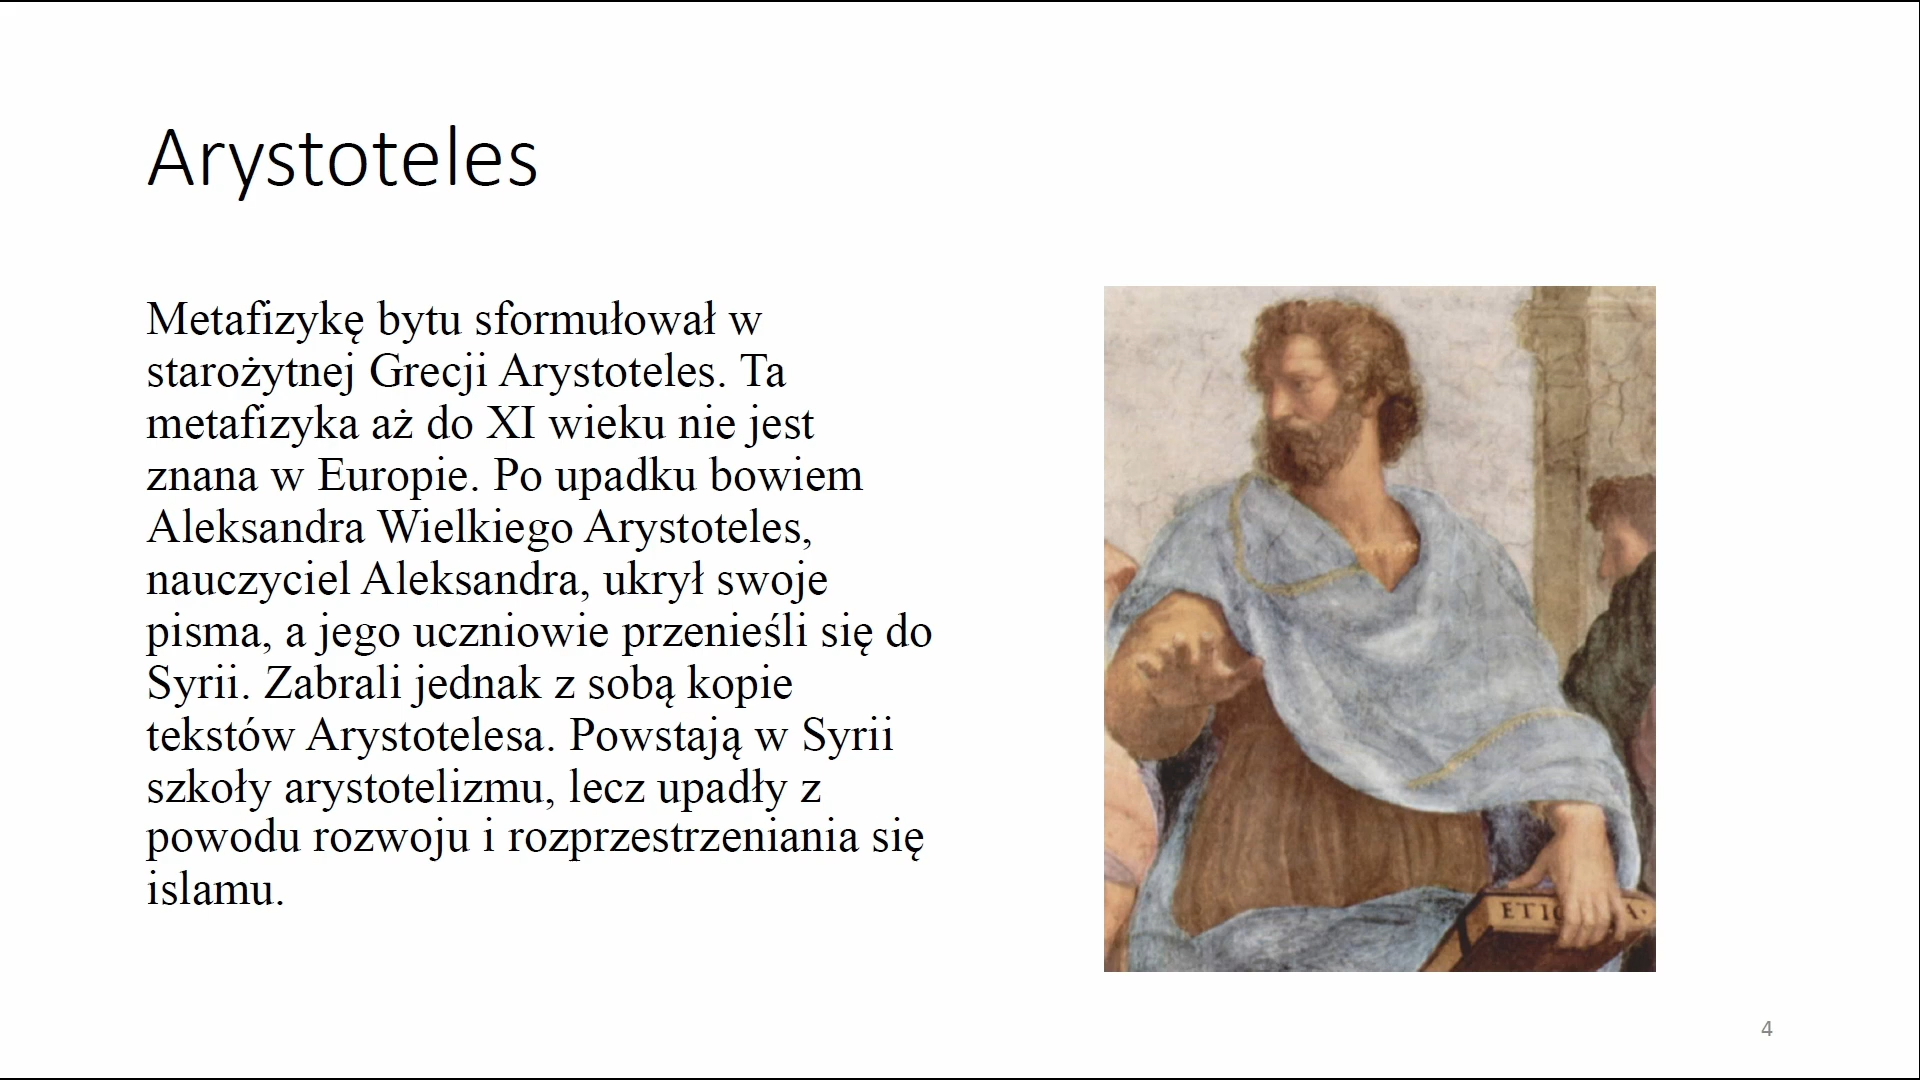 Arystoteles
Metafizykę bytu sformułował w
starożytnej Grecji Arystoteles. Ta
metafizyka aż do XI wieku nie jest
znana w Europie. Po upadku bowiem
Aleksandra Wielkiego Arystoteles,
nauczyciel Aleksandra, ukrył swoje
pisma, a jego uczniowie przenieśli się do
Syrii. Zabrali jednak z sobą kopie
tekstów Arystotelesa. Powstają w Syrii
szkoły arystotelizmu, lecz upadły z
powodu rozwoju i rozprzestrzeniania się
islamu.
4